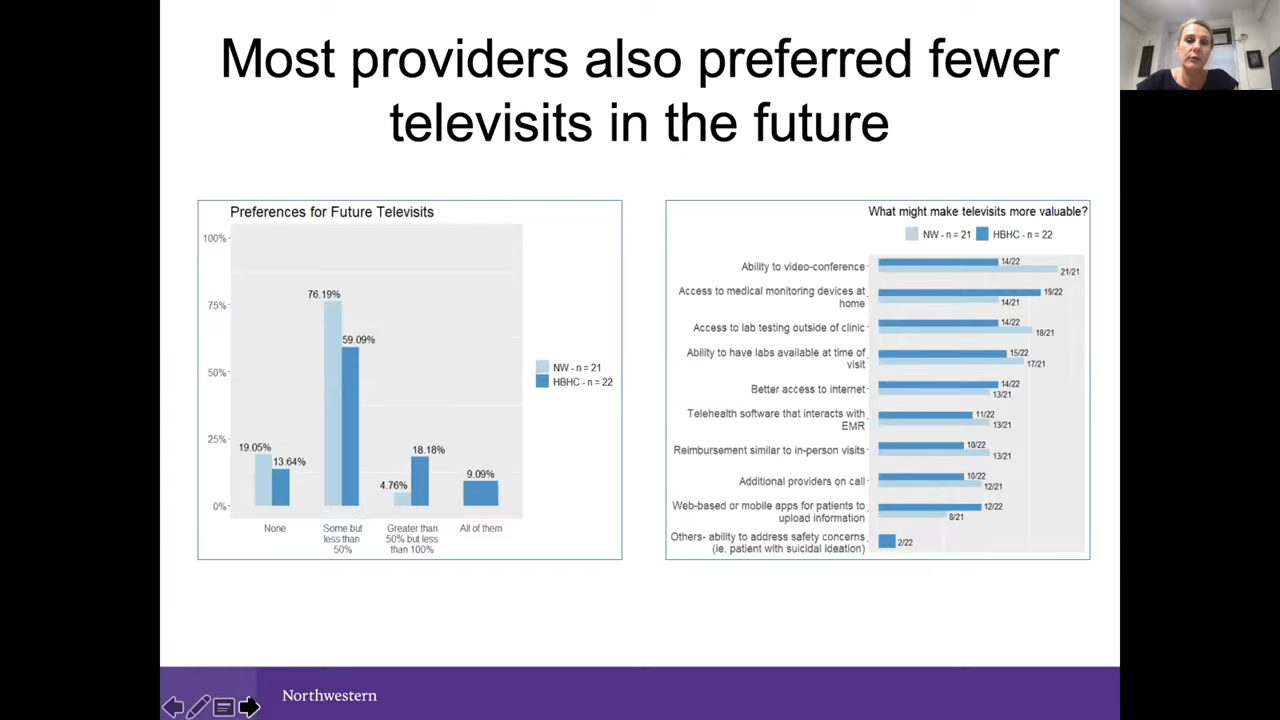 Most providers also preferred fewer
televisits in the future
Preferences for Future Televisits
100%
75%
50%
25%
0%
76.19%
59.09%
19.05%
13.64%
4.76%
18.18%
9.09%
None
Some but
less than
50%
Greater than
50% but less
than 100%
All of them
NW - n = 21
HBHC - n = 22
What might make televisits more valuable?
NW - n = 21 HBHC - n = 22
Ability to video-conference
14/22
21/21
Access to medical monitoring devices at
home
19/22
14/21
Access to lab testing outside of clinic
14/22
18/21
Ability to have labs available at time of
visit
15/22
17/21
Better access to internet
14/22
13/21
Telehealth software that interacts with
EMR
11/22
13/21
Reimbursement similar to in-person visits
10/22
13/21
Additional providers on call
10/22
12/21
Web-based or mobile apps for patients to
upload information
12/22
8/21
Others- ability to address safety concerns
(ie. patient with suicidal ideation)
2/22
Northwestern